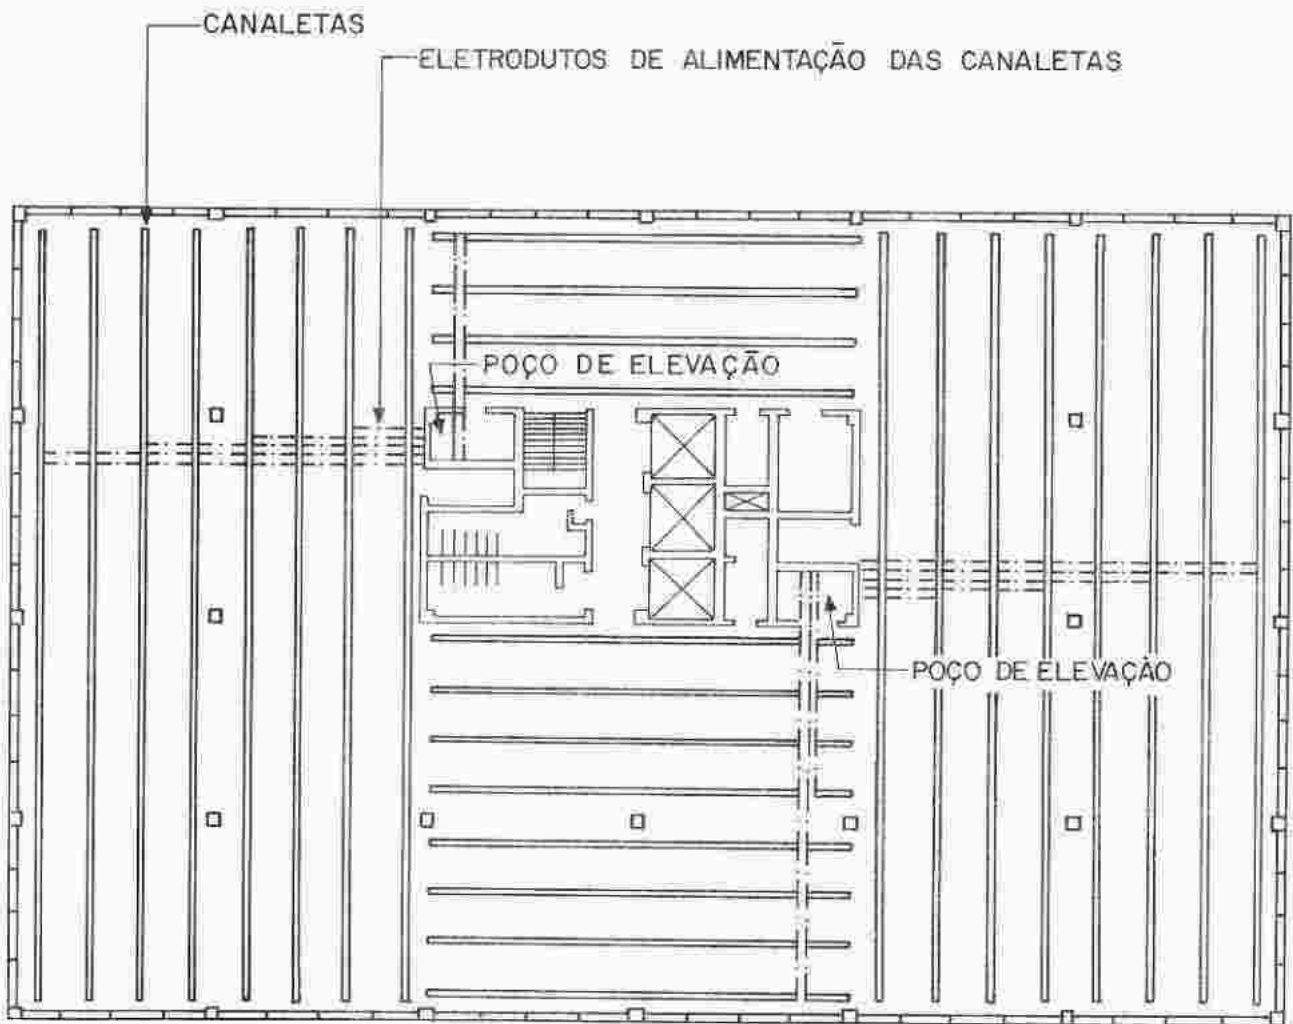 CANALETAS
ELETRODUTOS DE ALIMENTAÇÃO DAS CANALETAS
POÇO DE ELEVAÇÃO
POÇO DE ELEVAÇÃO